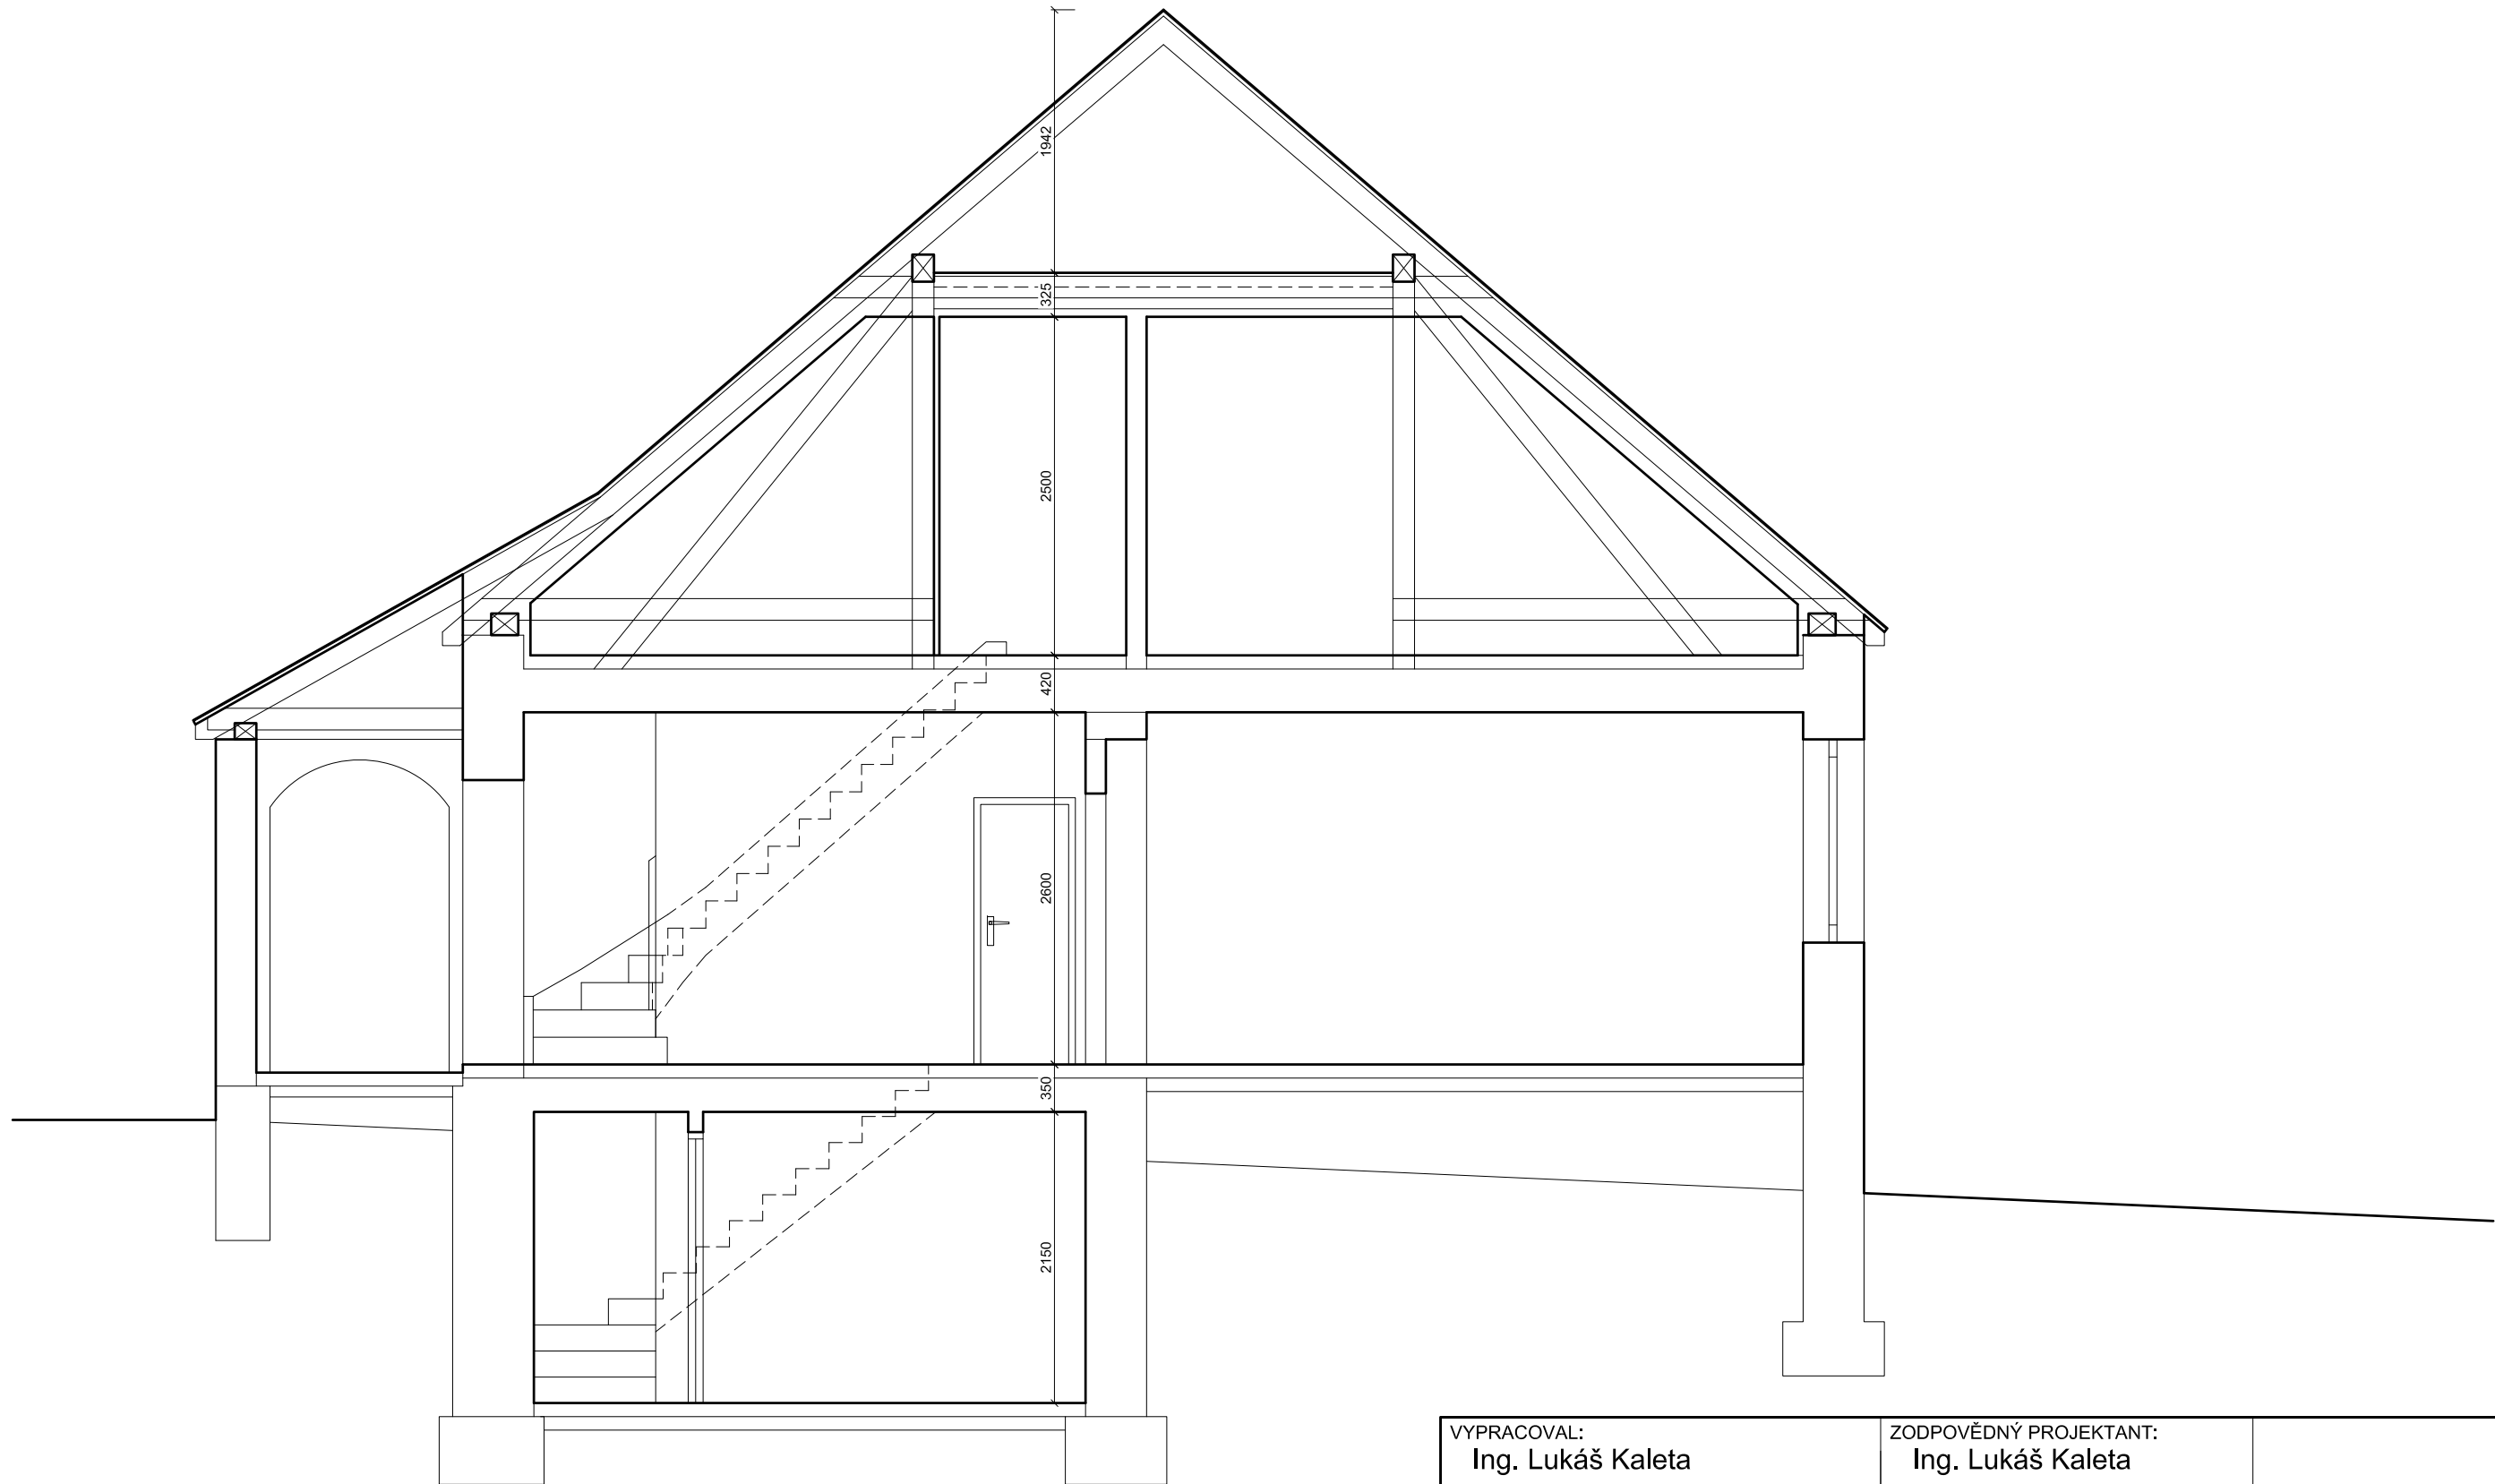 1942
325
2500
420
2600
350
2150
VYPRACOVAL:
Ing. Lukáš Kaleta
ZODPOVĚDNÝ PROJEKTANT:
Ing. Lukáš Kaleta